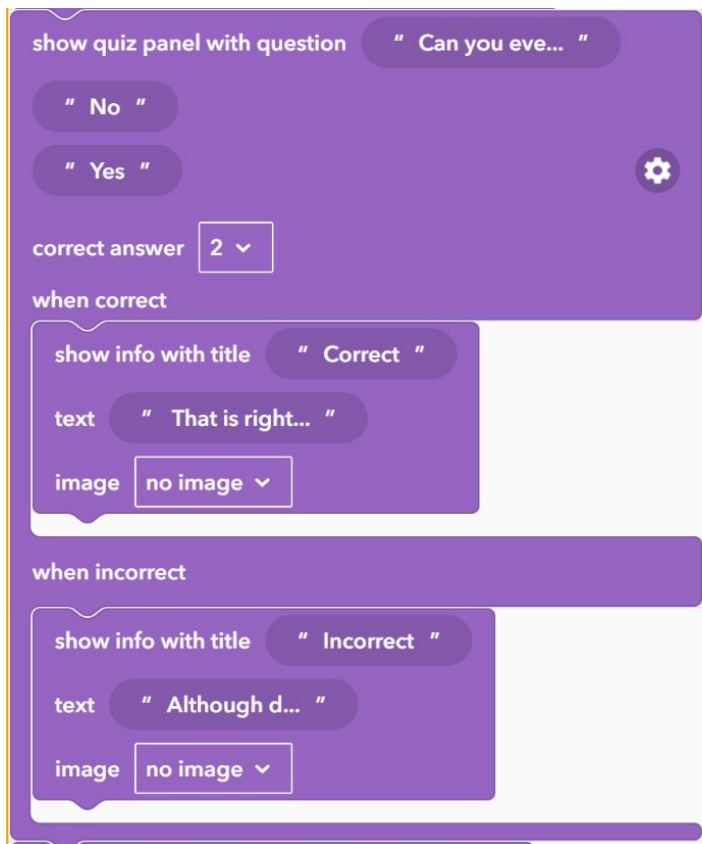 show quiz panel with question " Can you eve... "
" No "
" Yes "
correct answer 2
when correct
show info with title " Correct "
text " That is right... "
image no image
when incorrect
show info with title " Incorrect "
text " Although d... "
image no image